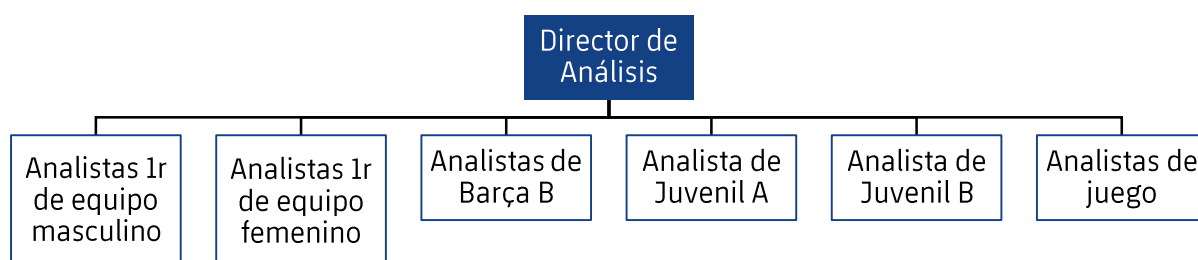 Director de
Análisis
Analistas 1r
de equipo
masculino
Analistas 1r
de equipo
femenino
Analistas de
Barça B
Analista de
Juvenil A
Analista de
Juvenil B
Analistas de
juego